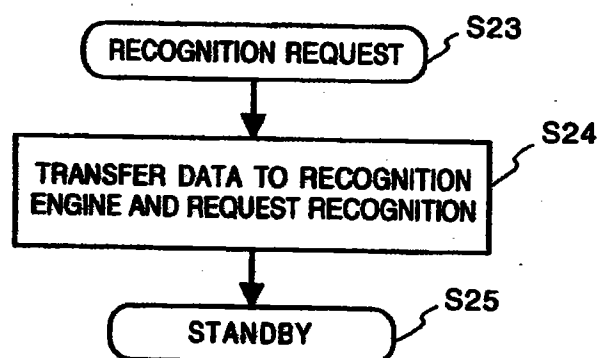 RECOGNITION REQUEST
S23
S24
TRANSFER DATA TO RECOGNITION
ENGINE AND REQUEST RECOGNITION
S25
STANDBY